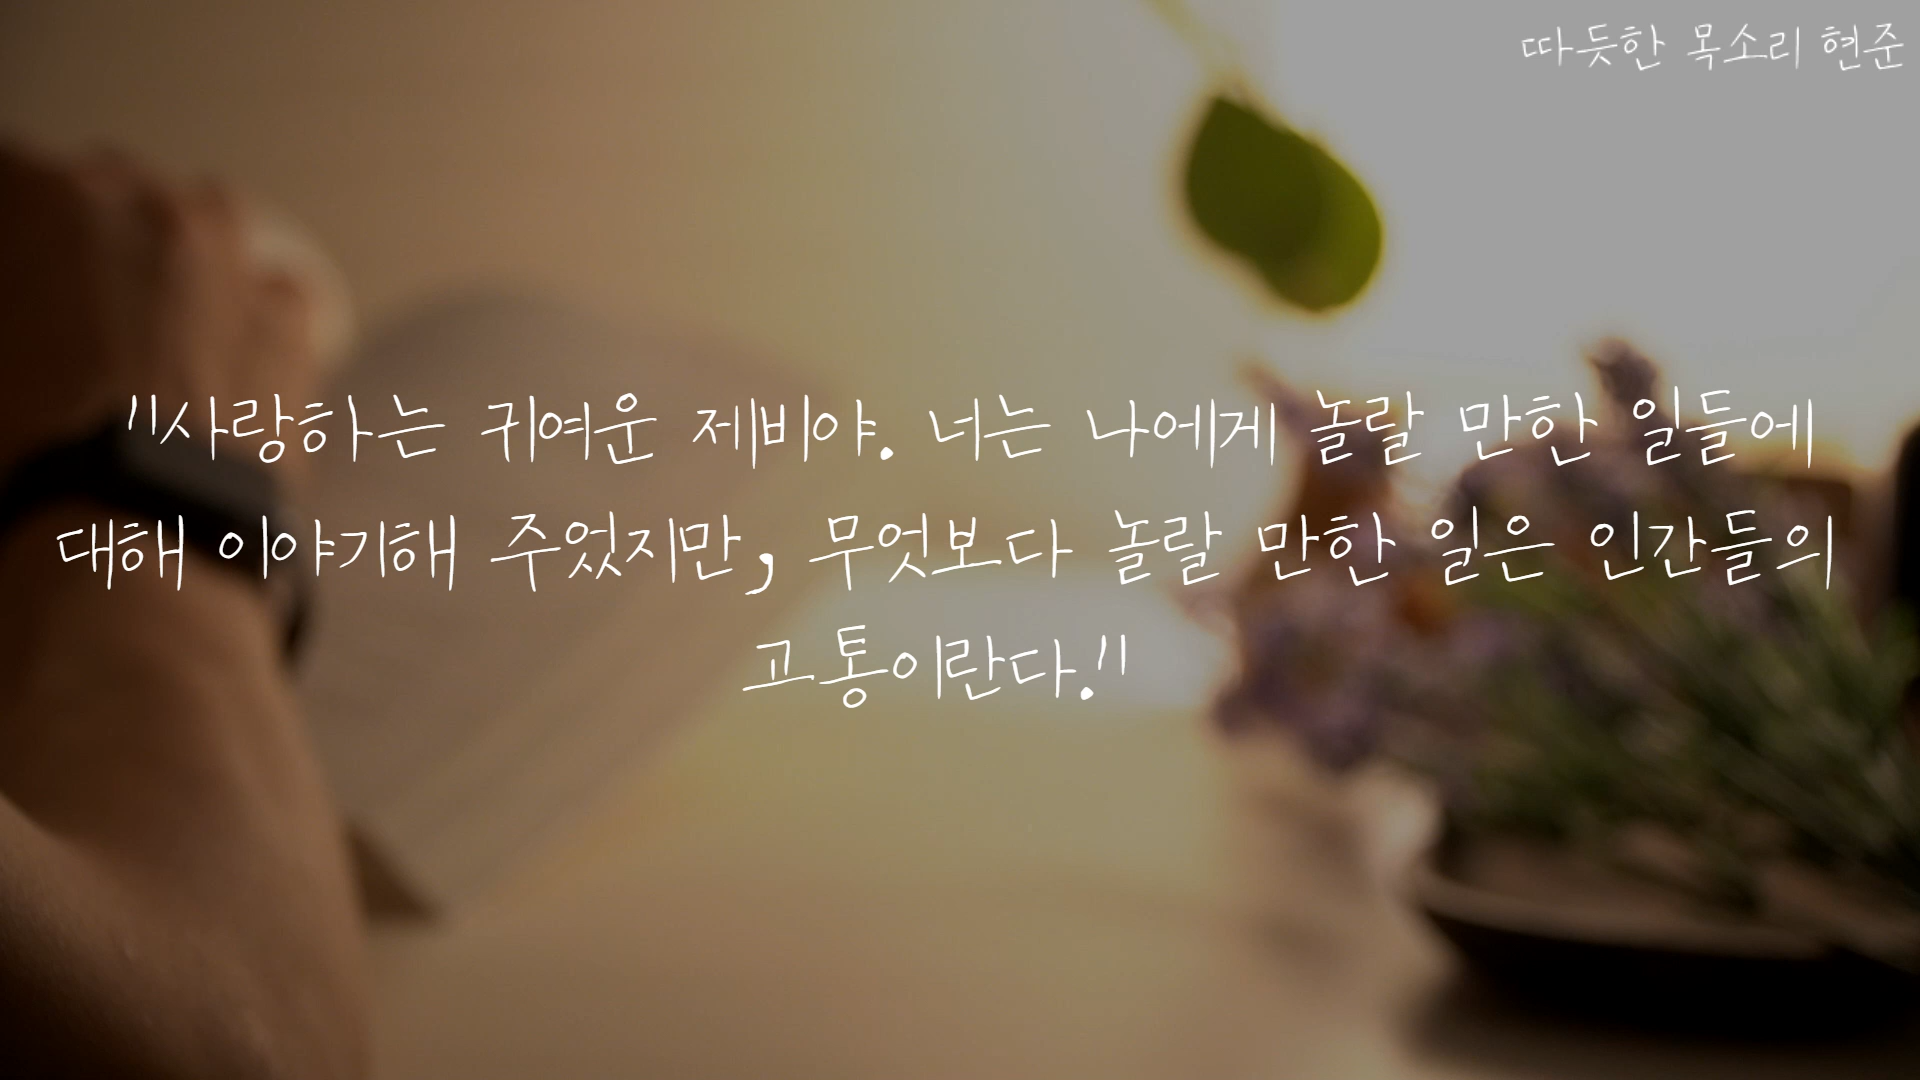 따듯한 목소리 현준
"사랑하는 귀여운 제비야. 너는 나에게 놀랄 만한 일들에
대해 이야기해 주었지만, 무엇보다 놀랄 만한 일은 인간들의
고통이란다."